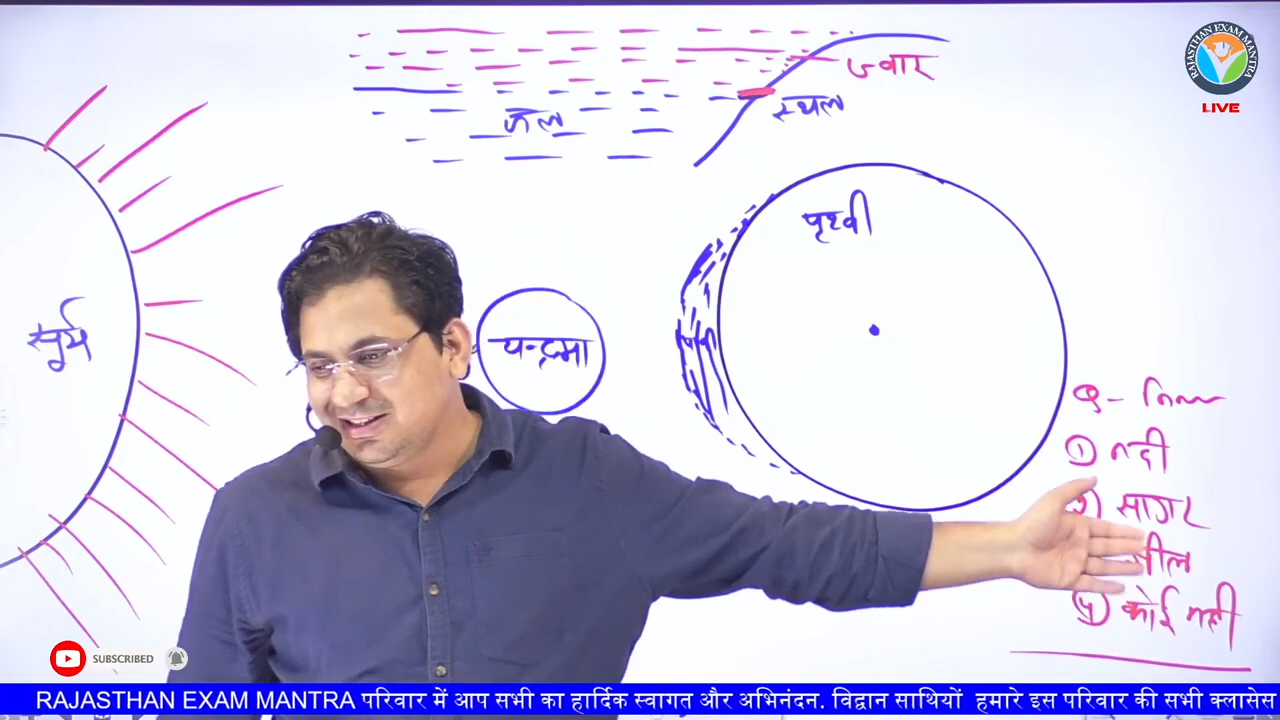 RAJASTHAN EXAM MANTRA
LIVE
ज्वार
स्थल
जल
पृथ्वी
सूर्य
चन्द्रमा
① नदी
सागर
④ कोई नही
SUBSCRIBED
RAJASTHAN EXAM MANTRA परिवार में आप सभी का हार्दिक स्वागत और अभिनंदन. विद्वान साथियों हमारे इस परिवार की सभी क्लासेस